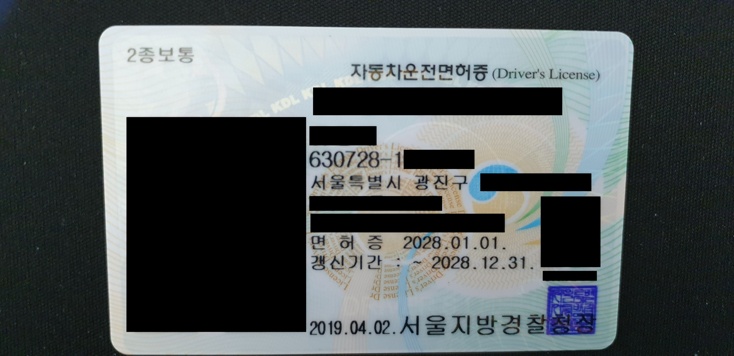 2종보통
자동차운전면허증 (Driver's License)
630728-1
서울특별시 광진구
면 허 증 2028.01.01.
갱신기간 : ~ 2028.12.31.
2019.04.02. 서울지방경찰청장